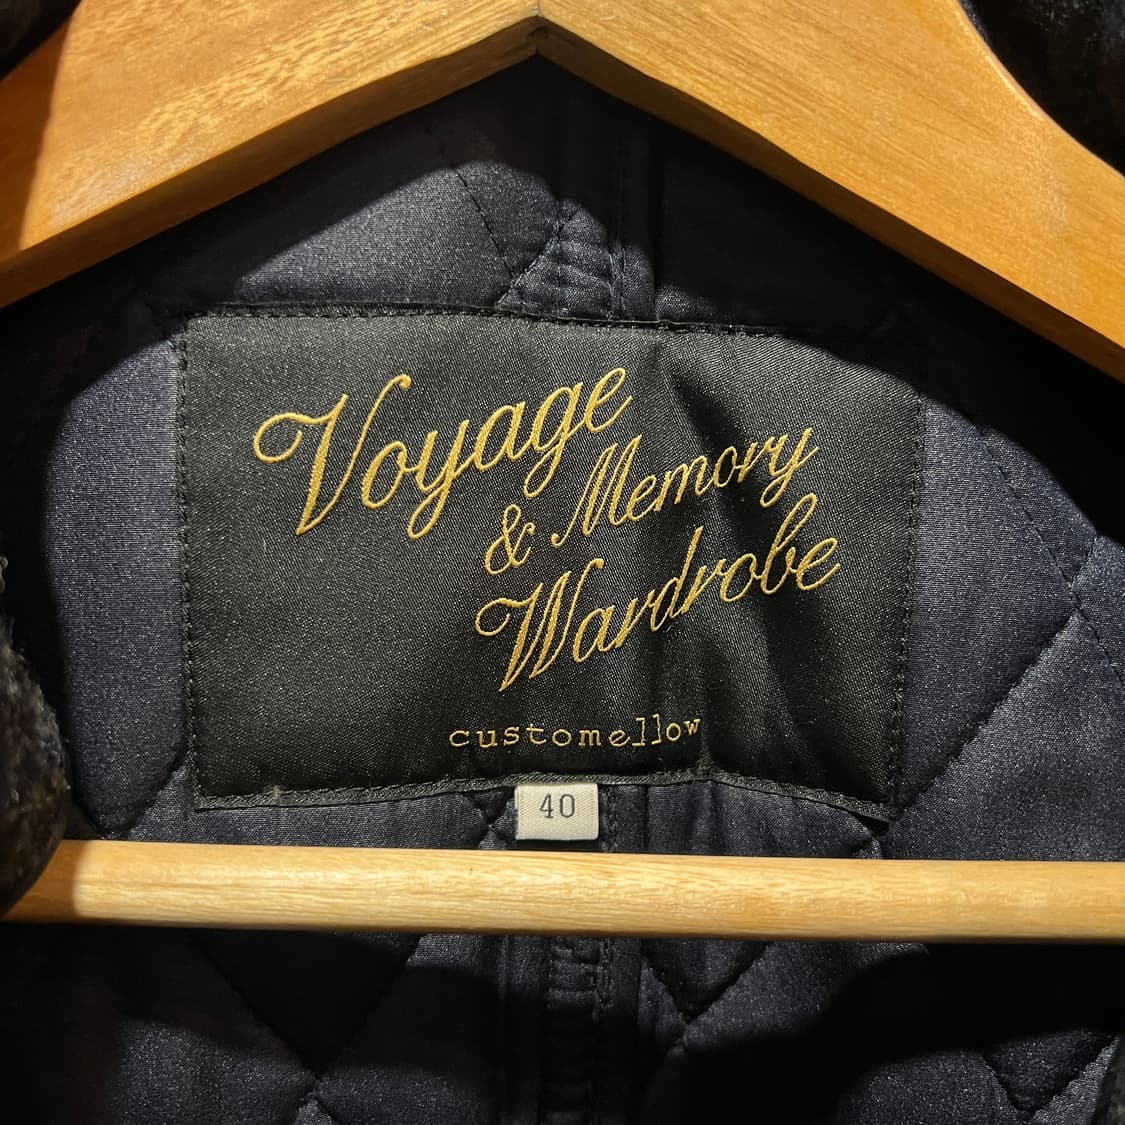 Voyage
& Memory
Wardrobe
customellow
40